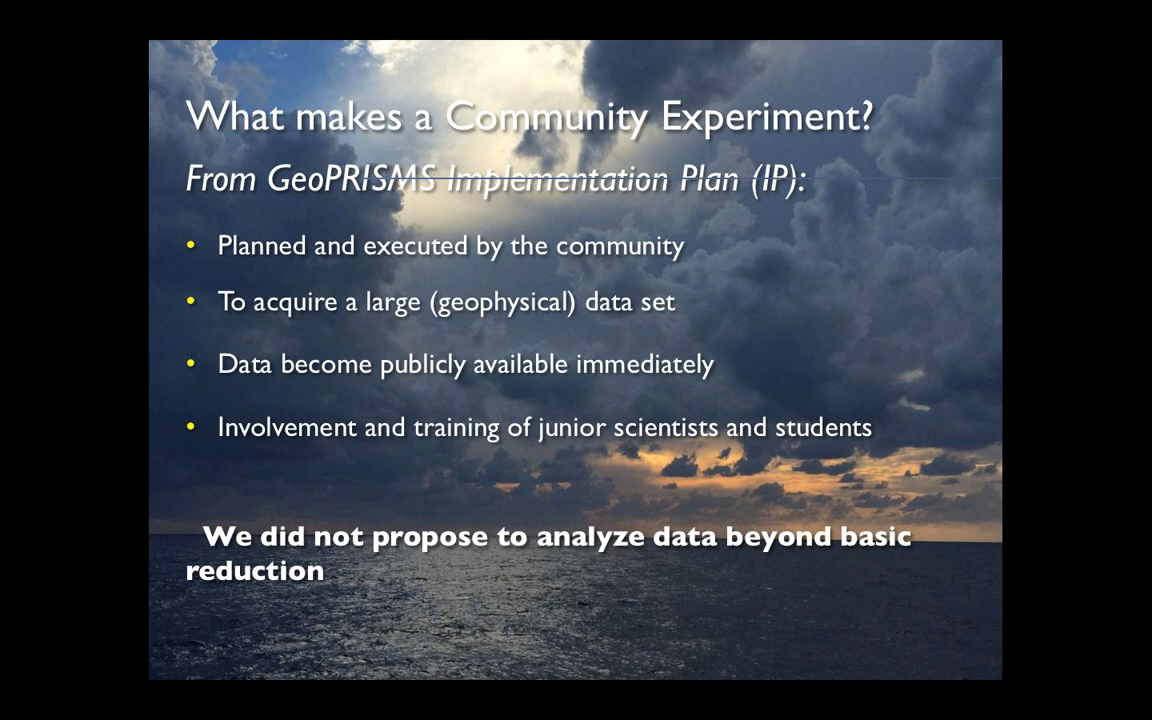 What makes a Community Experiment?
From GeoPRISMS Implementation Plan (IP):
• Planned and executed by the community
• To acquire a large (geophysical) data set
• Data become publicly available immediately
• Involvement and training of junior scientists and students
We did not propose to analyze data beyond basic
reduction